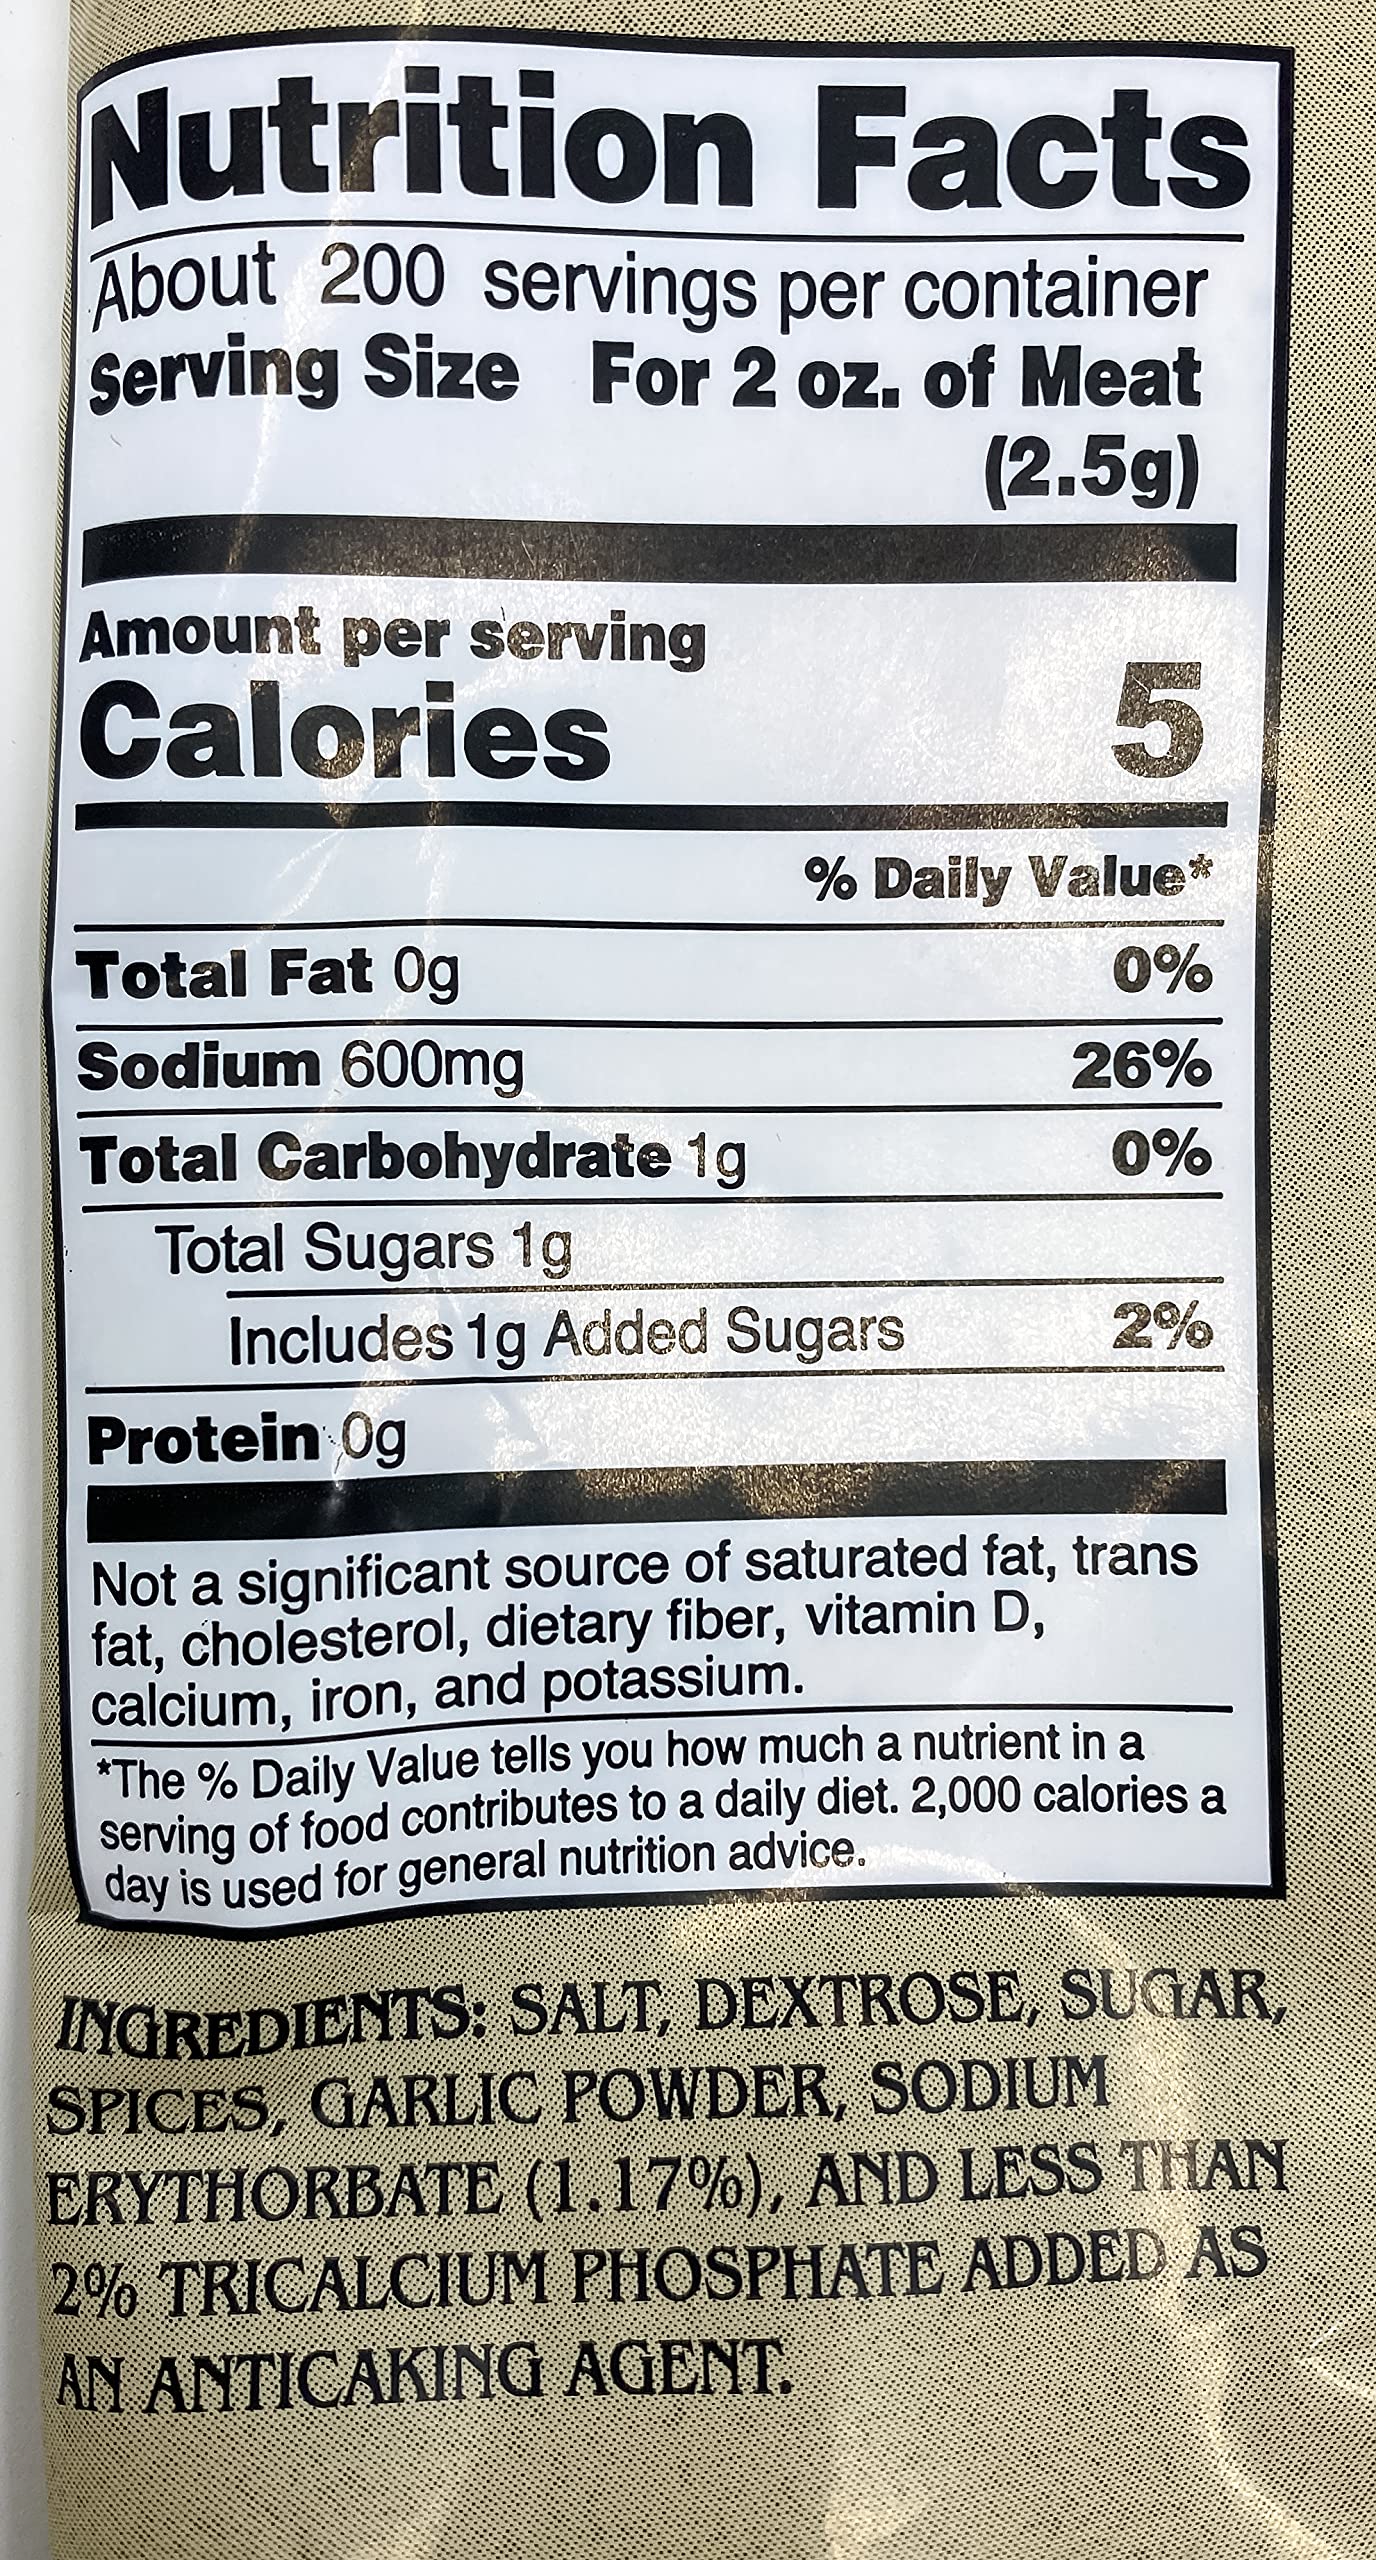 Nutrition Facts
About 200 servings per container
Serving Size For 2 oz. of Meat
(2.5g)
Amount per serving
Calories 5
% Daily Value*
Total Fat 0g 0%
Sodium 600mg 26%
Total Carbohydrate 1g 0%
Total Sugars 1g
Includes 1g Added Sugars 2%
Protein 0g
Not a significant source of saturated fat, trans
fat, cholesterol, dietary fiber, vitamin D,
calcium, iron, and potassium.
*The % Daily Value tells you how much a nutrient in a
serving of food contributes to a daily diet. 2,000 calories a
day is used for general nutrition advice.
INGREDIENTS: SALT, DEXTROSE, SUGAR,
SPICES, GARLIC POWDER, SODIUM
ERYTHORBATE (1.17%), AND LESS THAN
2% TRICALCIUM PHOSPHATE ADDED AS
AN ANTICAKING AGENT.